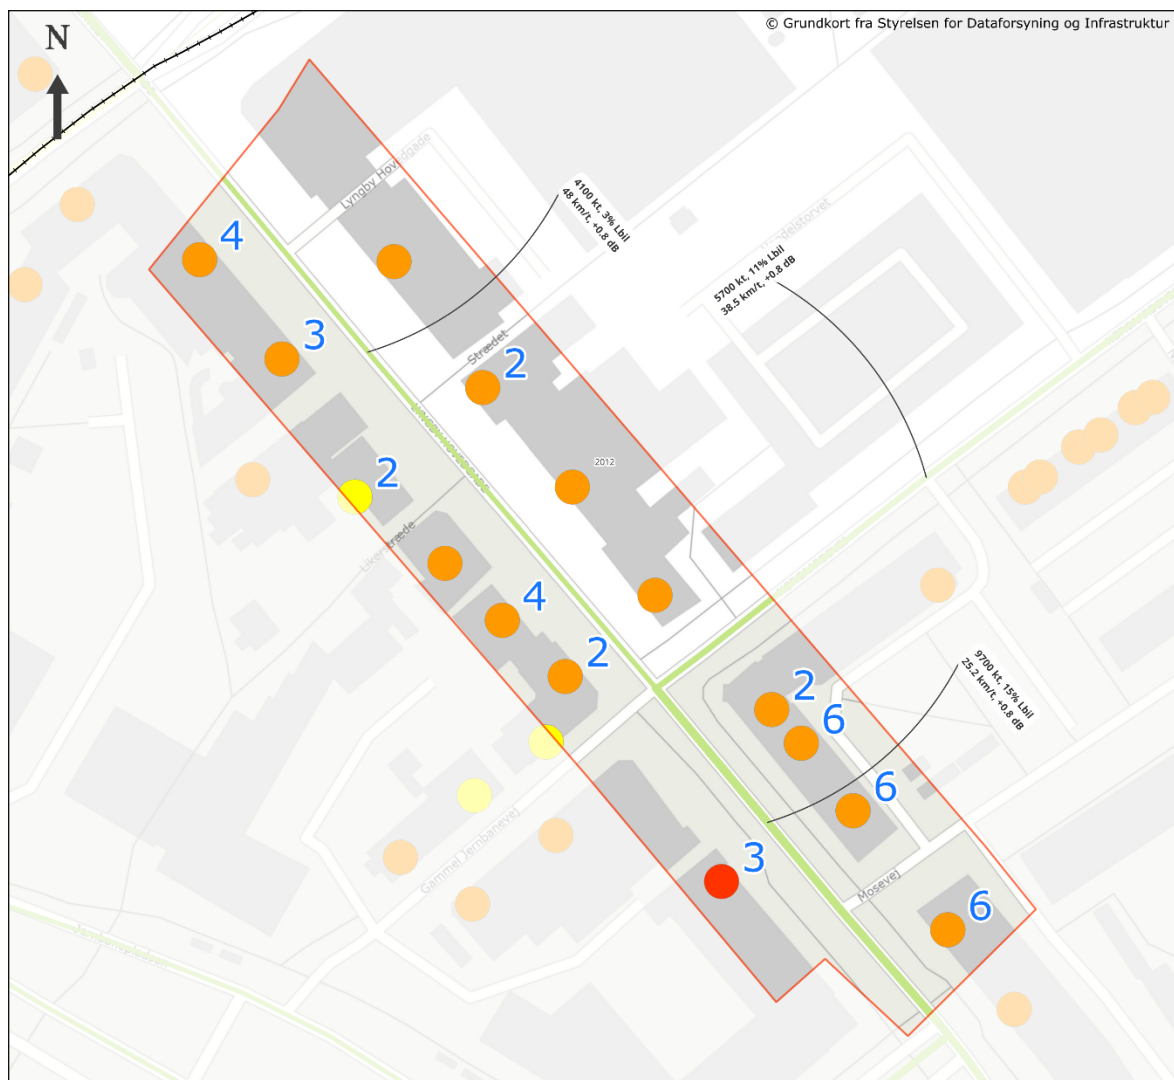 © Grundkort fra Styrelsen for Dataforsyning og Infrastruktur
N
Lyngby Hovedgade
4100 kt, 3% Lbil
48 km/t, +0.8 dB
4
5700 kt, 11% Lbil
38.5 km/t, +0.8 dB
3
Strædet
2
LYNGBY HOVEDGADE
2012
2
4
2
9700 kt, 15% Lbil
25.2 km/t, +0.8 dB
2
6
6
Gammel Jernbanevej
3
Mosevej
6